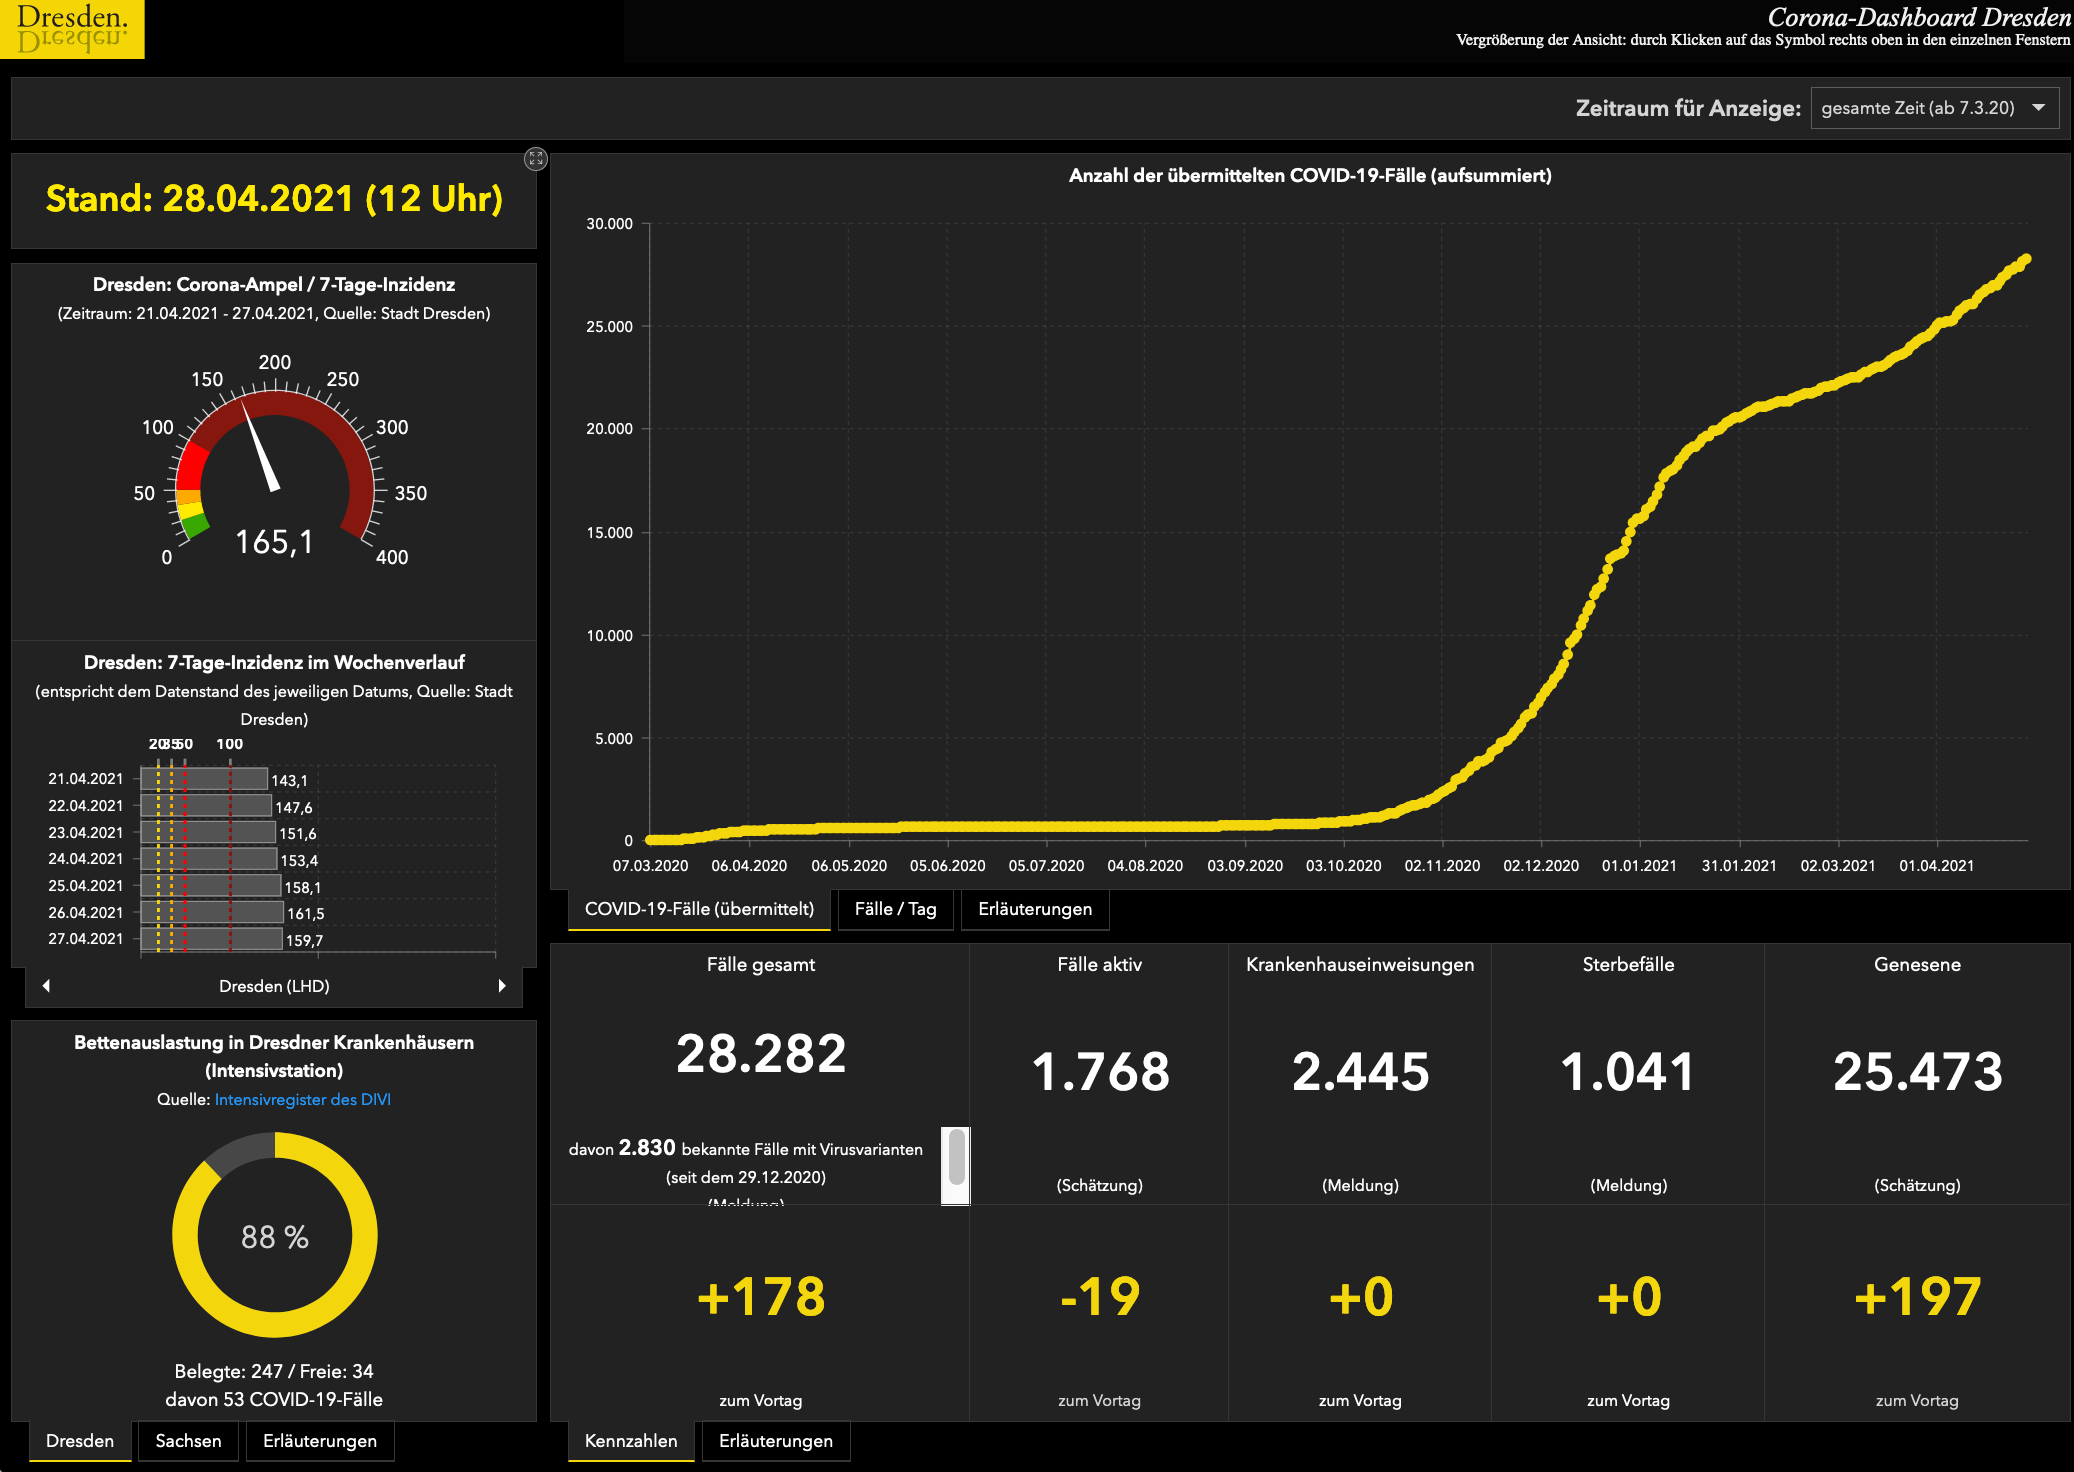 Dresden.
Dresden.
Corona-Dashboard Dresden
Vergrößerung der Ansicht: durch Klicken auf das Symbol rechts oben in den einzelnen Fenstern
Zeitraum für Anzeige:
gesamte Zeit (ab 7.3.20)
Stand: 28.04.2021 (12 Uhr)
Dresden: Corona-Ampel / 7-Tage-Inzidenz
(Zeitraum: 21.04.2021 - 27.04.2021, Quelle: Stadt Dresden)
0
50
100
150
200
250
300
350
400
165,1
Dresden: 7-Tage-Inzidenz im Wochenverlauf
(entspricht dem Datenstand des jeweiligen Datums, Quelle: Stadt
Dresden)
20 35 50 100
21.04.2021 143,1
22.04.2021 147,6
23.04.2021 151,6
24.04.2021 153,4
25.04.2021 158,1
26.04.2021 161,5
27.04.2021 159,7
Dresden (LHD)
Bettenauslastung in Dresdner Krankenhäusern
(Intensivstation)
Quelle: Intensivregister des DIVI
88 %
Belegte: 247 / Freie: 34
davon 53 COVID-19-Fälle
Dresden Sachsen Erläuterungen
Anzahl der übermittelten COVID-19-Fälle (aufsummiert)
30.000
25.000
20.000
15.000
10.000
5.000
0
07.03.2020 06.04.2020 06.05.2020 05.06.2020 05.07.2020 04.08.2020 03.09.2020 03.10.2020 02.11.2020 02.12.2020 01.01.2021 31.01.2021 02.03.2021 01.04.2021
COVID-19-Fälle (übermittelt) Fälle / Tag Erläuterungen
Fälle gesamt
28.282
davon 2.830 bekannte Fälle mit Virusvarianten
(seit dem 29.12.2020)
(Meldung)
+178
zum Vortag
Fälle aktiv
1.768
(Schätzung)
-19
zum Vortag
Krankenhauseinweisungen
2.445
(Meldung)
+0
zum Vortag
Sterbefälle
1.041
(Meldung)
+0
zum Vortag
Genesene
25.473
(Schätzung)
+197
zum Vortag
Kennzahlen Erläuterungen